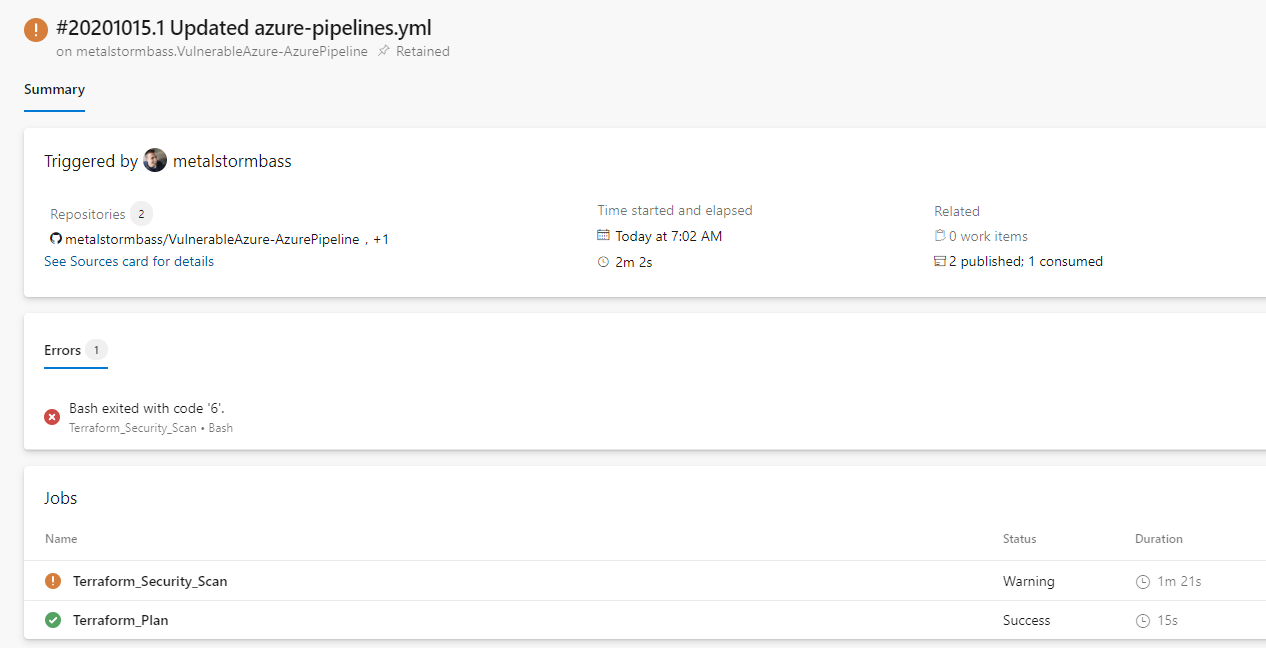 #20201015.1 Updated azure-pipelines.yml
on metalstormbass.VulnerableAzure-AzurePipeline Retained
Summary
Triggered by metalstormbass
Repositories 2
metalstormbass/VulnerableAzure-AzurePipeline , +1
See Sources card for details
Time started and elapsed
Today at 7:02 AM
2m 2s
Related
0 work items
2 published; 1 consumed
Errors 1
Bash exited with code '6'.
Terraform_Security_Scan • Bash
Jobs
Name Status Duration
Terraform_Security_Scan Warning 1m 21s
Terraform_Plan Success 15s